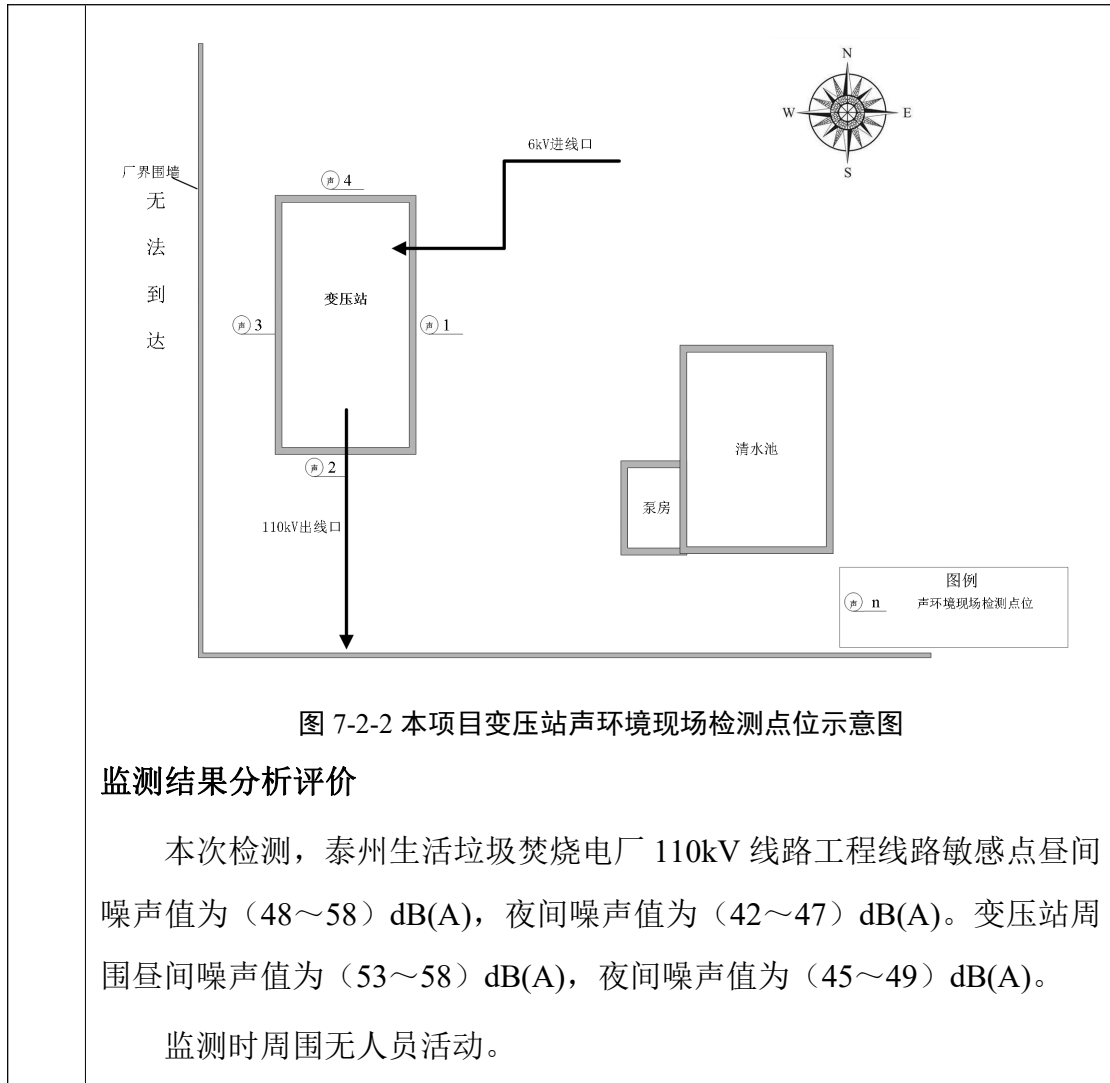 N
W
E
S
6kV进线口
厂界围墙
无
法
到
达
声 4
变压站
声 3
声 1
声 2
110kV出线口
清水池
泵房
图例
声 n 声环境现场检测点位
图 7-2-2 本项目变压站声环境现场检测点位示意图
监测结果分析评价
本次检测，泰州生活垃圾焚烧电厂 110kV 线路工程线路敏感点昼间
噪声值为（48～58）dB(A)，夜间噪声值为（42～47）dB(A)。变压站周
围昼间噪声值为（53～58）dB(A)，夜间噪声值为（45～49）dB(A)。
监测时周围无人员活动。